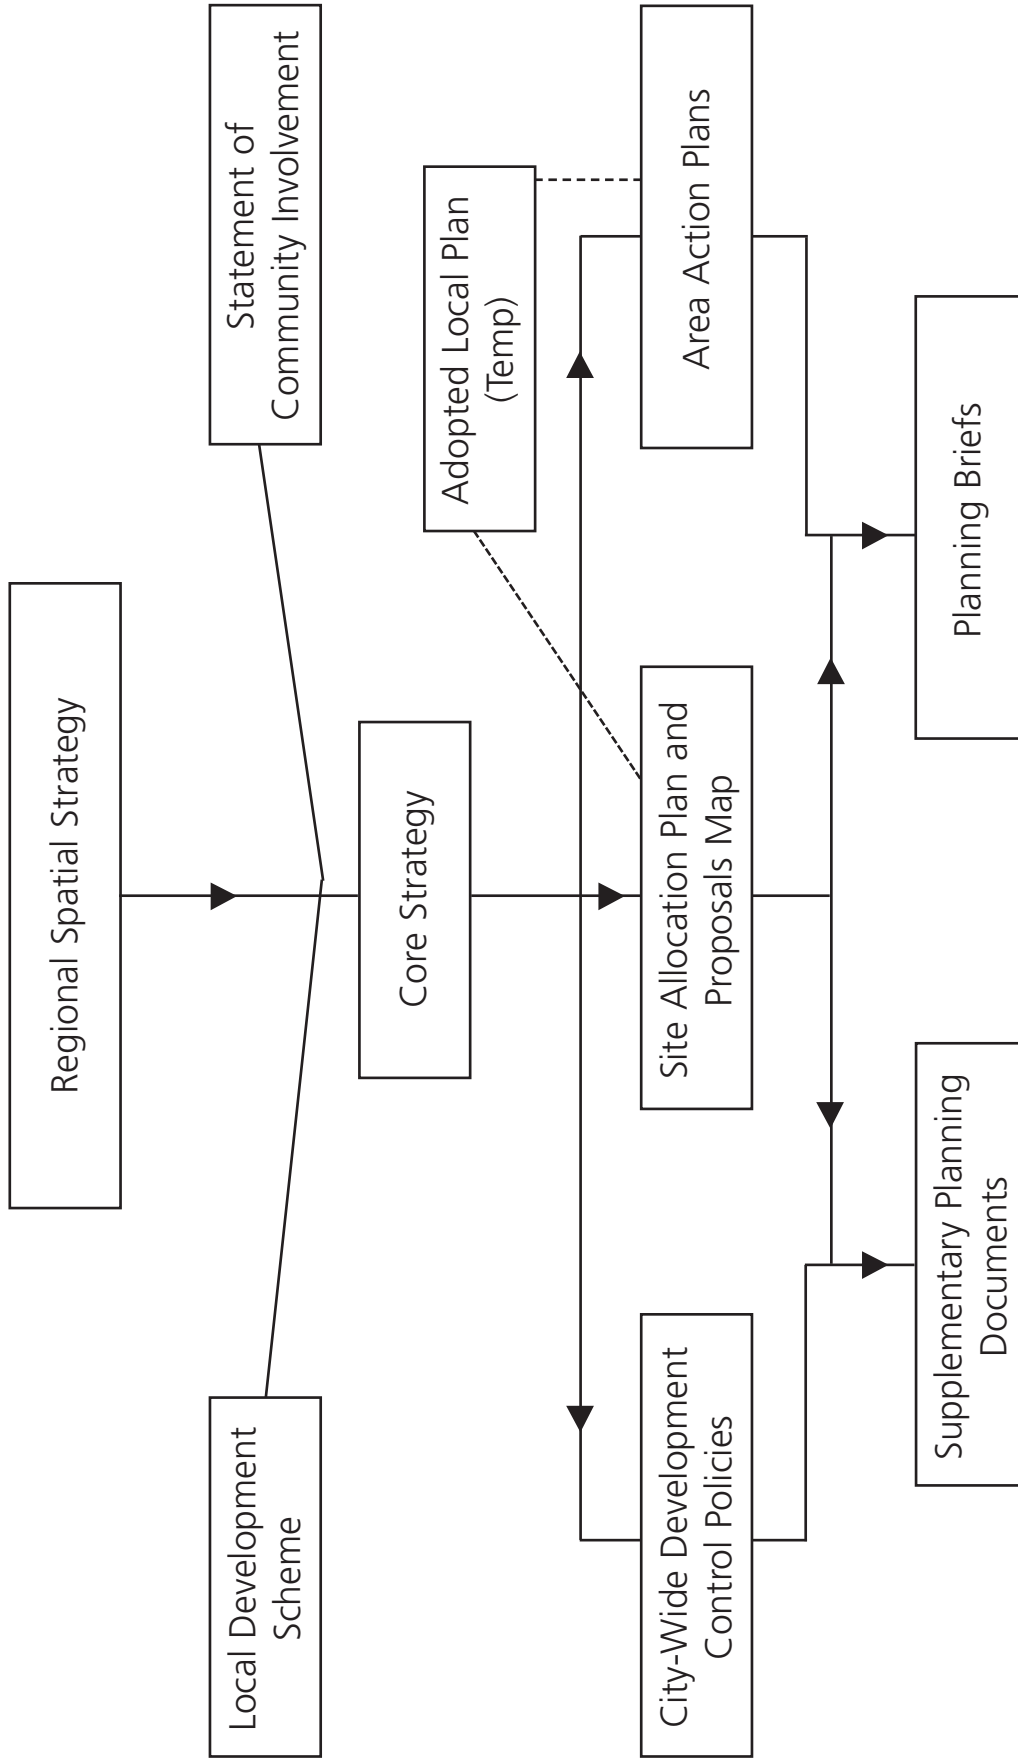 Regional Spatial Strategy
Local Development
Scheme
Statement of
Community Involvement
Core Strategy
Adopted Local Plan
(Temp)
City-Wide Development
Control Policies
Site Allocation Plan and
Proposals Map
Area Action Plans
Supplementary Planning
Documents
Planning Briefs